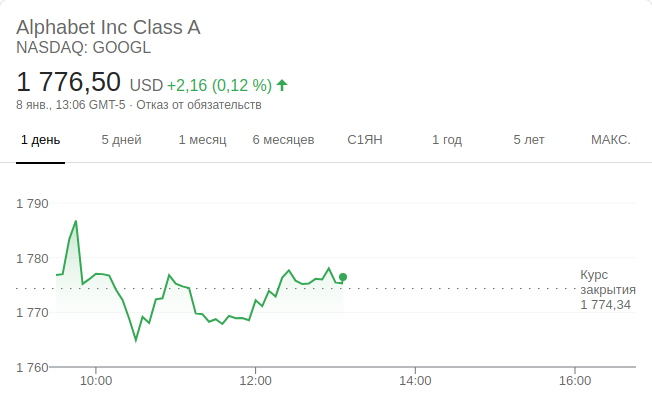 Alphabet Inc Class A
NASDAQ: GOOGL
1 776,50 USD +2,16 (0,12 %)
8 янв., 13:06 GMT-5 · Отказ от обязательств
1 день 5 дней 1 месяц 6 месяцев С1ЯН 1 год 5 лет МАКС.
1 790
1 780
Курс
закрытия
1 774,34
1 770
1 760
10:00 12:00 14:00 16:00